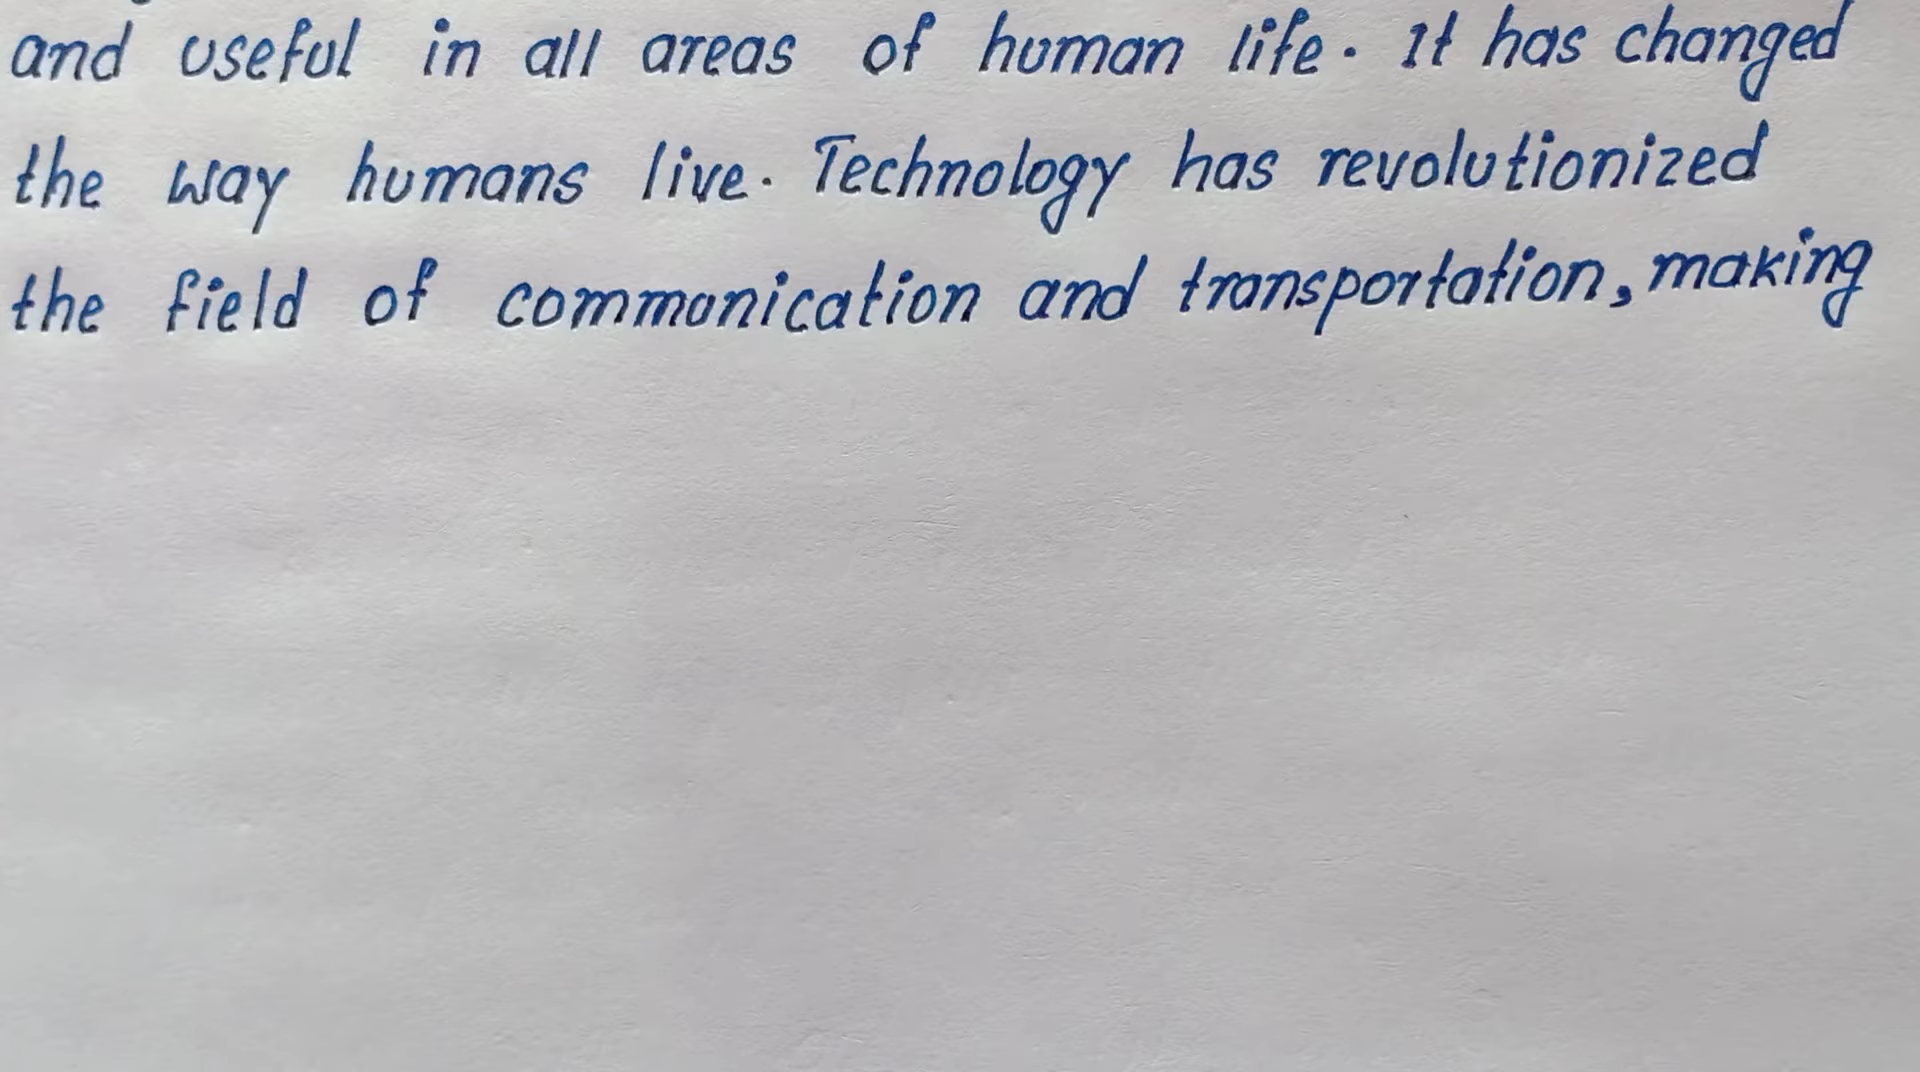 and useful in all areas of human life. It has changed
the way humans live. Technology has revolutionized
the field of communication and transportation, making